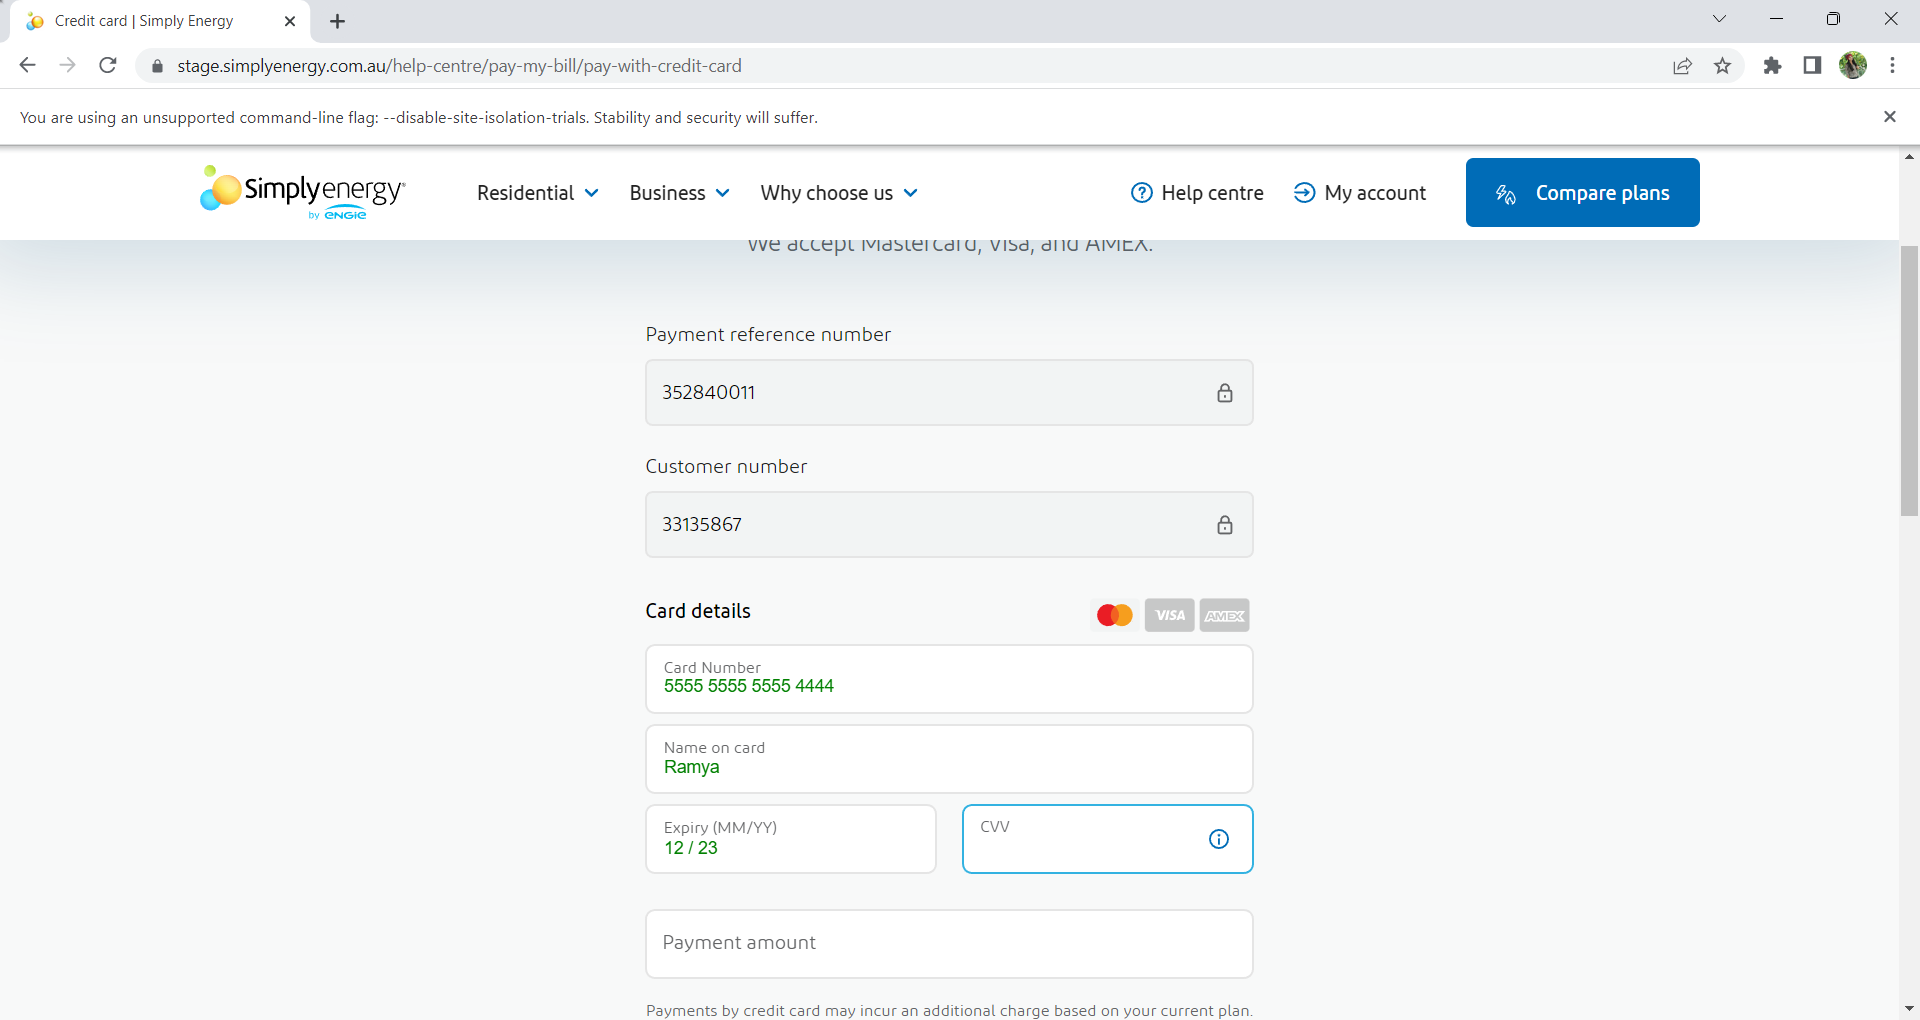 Credit card | Simply Energy
stage.simplyenergy.com.au/help-centre/pay-my-bill/pay-with-credit-card
You are using an unsupported command-line flag: --disable-site-isolation-trials. Stability and security will suffer.
Simplyenergy®
by ENGIE
Residential
Business
Why choose us
Help centre
My account
Compare plans
We accept Mastercard, Visa, and AMEX.
Payment reference number
352840011
Customer number
33135867
Card details
VISA
AMEX
Card Number
5555 5555 5555 4444
Name on card
Ramya
Expiry (MM/YY)
12 / 23
CVV
Payment amount
Payments by credit card may incur an additional charge based on your current plan.